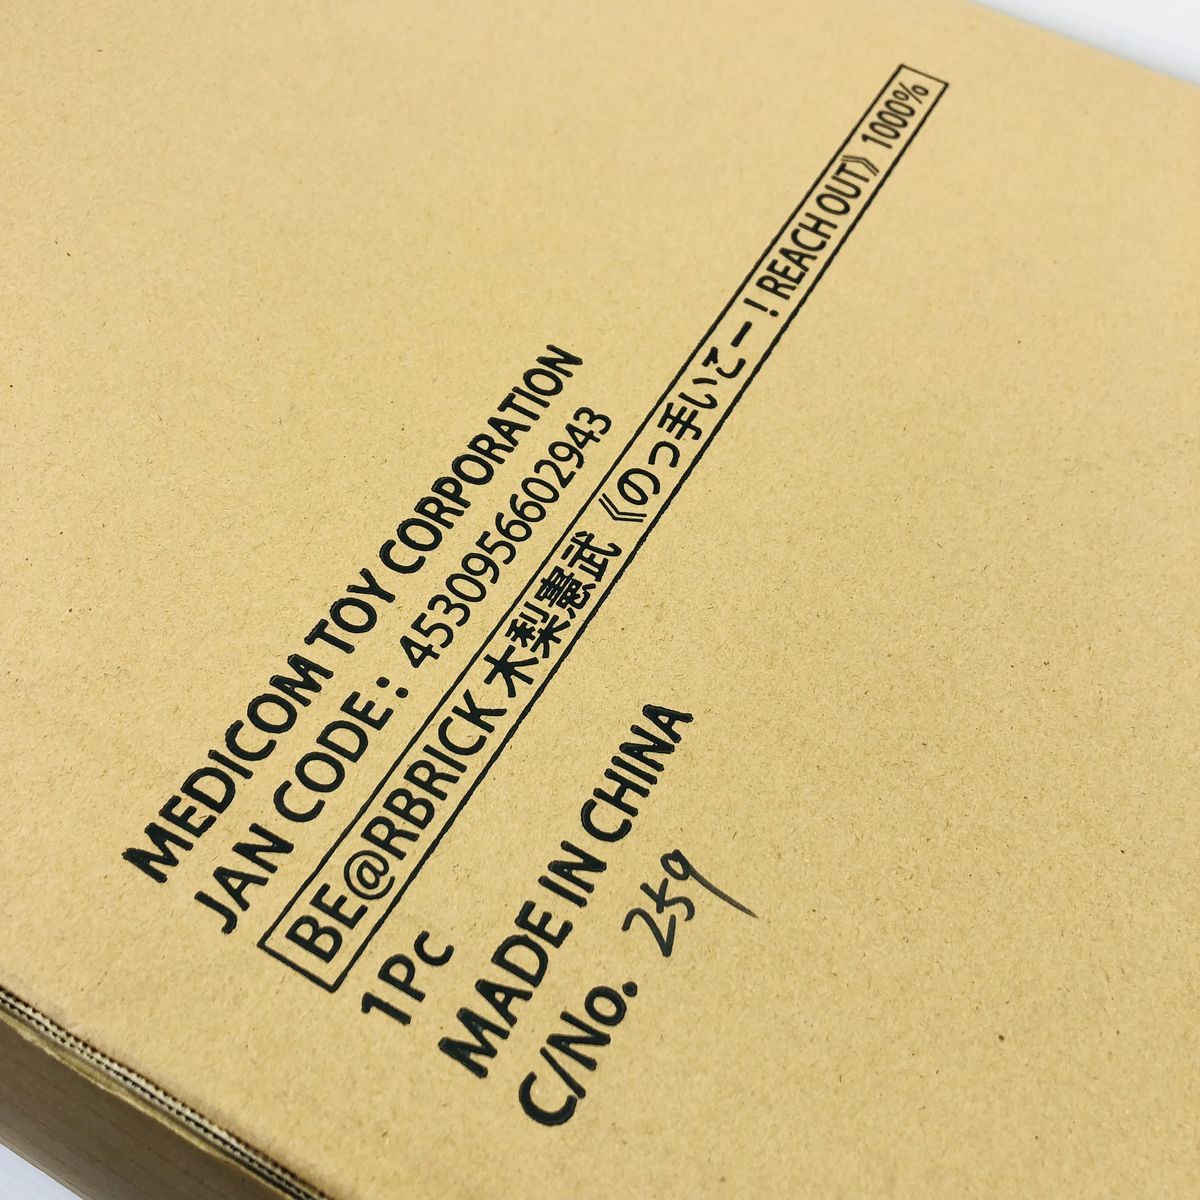 MEDICOM TOY CORPORATION
JAN CODE: 4530956602943
BE@RBRICK 木梨憲武《のっ手いこー！REACH OUT》1000%
1Pc
MADE IN CHINA
C/No. 259